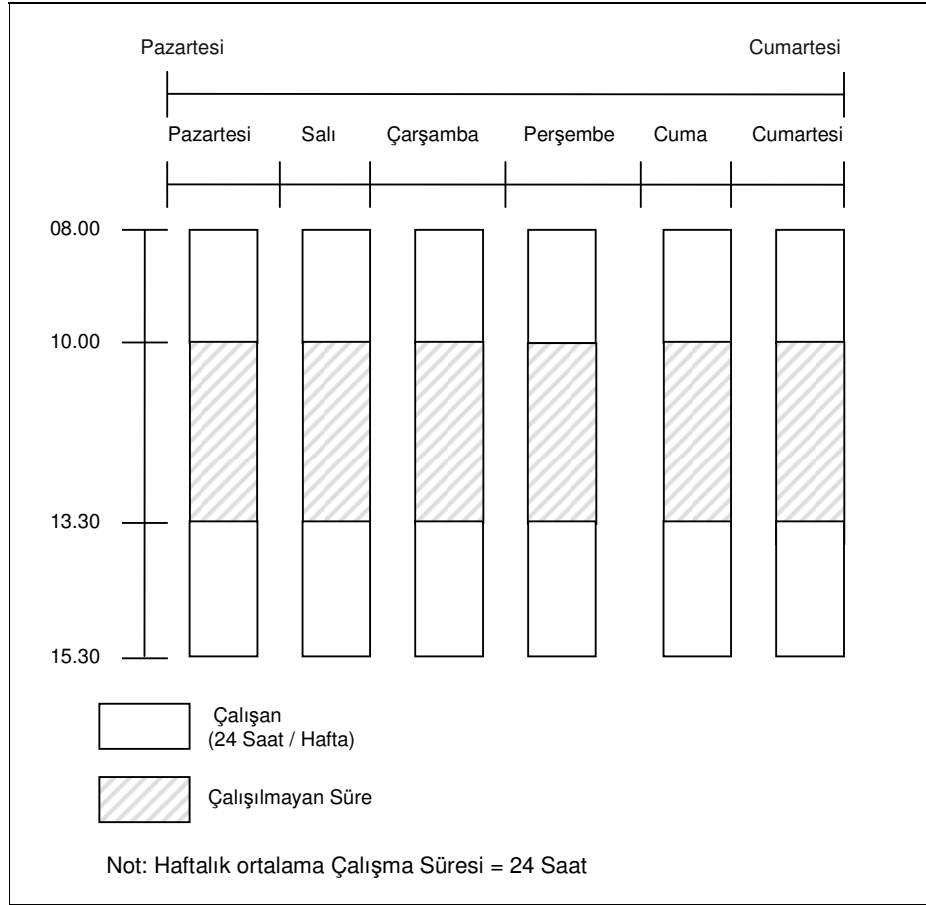 Pazartesi Cumartesi
Pazartesi Salı Çarşamba Perşembe Cuma Cumartesi
08.00
10.00
13.30
15.30
Çalışan
(24 Saat / Hafta)
Çalışılmayan Süre
Not: Haftalık ortalama Çalışma Süresi = 24 Saat